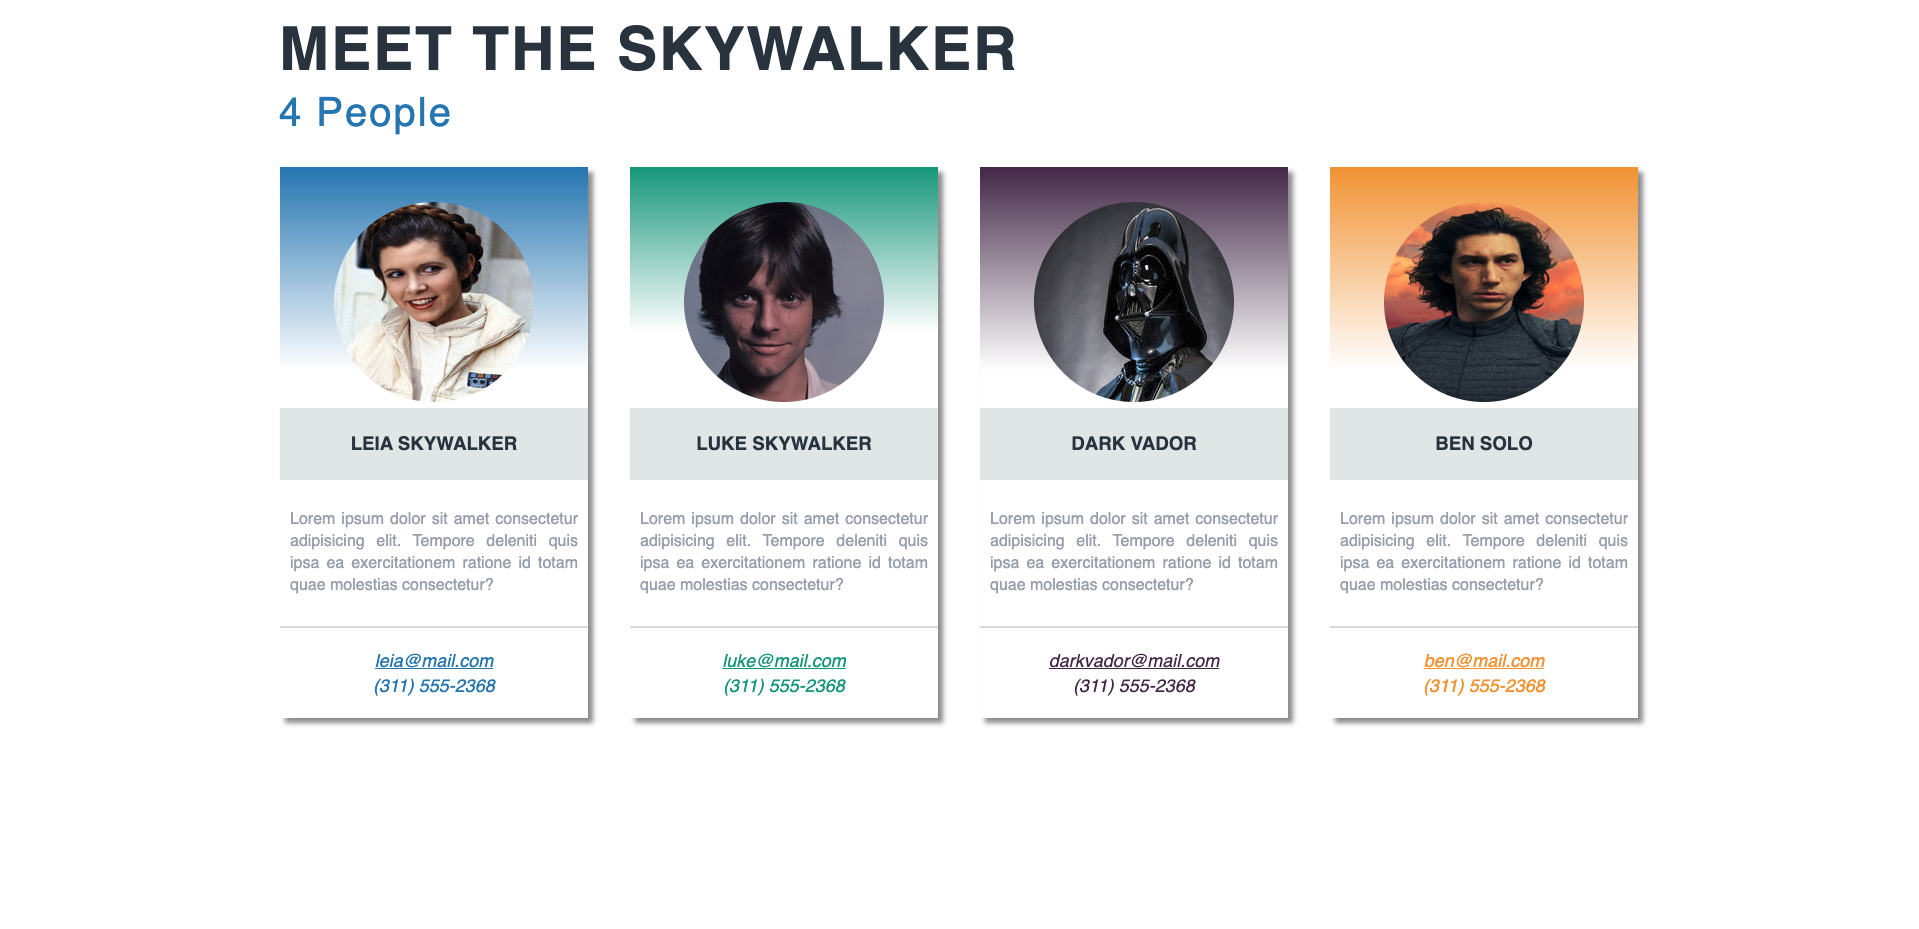 MEET THE SKYWALKER
4 People
LEIA SKYWALKER
Lorem ipsum dolor sit amet consectetur
adipisicing elit. Tempore deleniti quis
ipsa ea exercitationem ratione id totam
quae molestias consectetur?
leia@mail.com
(311) 555-2368
LUKE SKYWALKER
Lorem ipsum dolor sit amet consectetur
adipisicing elit. Tempore deleniti quis
ipsa ea exercitationem ratione id totam
quae molestias consectetur?
luke@mail.com
(311) 555-2368
DARK VADOR
Lorem ipsum dolor sit amet consectetur
adipisicing elit. Tempore deleniti quis
ipsa ea exercitationem ratione id totam
quae molestias consectetur?
darkvador@mail.com
(311) 555-2368
BEN SOLO
Lorem ipsum dolor sit amet consectetur
adipisicing elit. Tempore deleniti quis
ipsa ea exercitationem ratione id totam
quae molestias consectetur?
ben@mail.com
(311) 555-2368